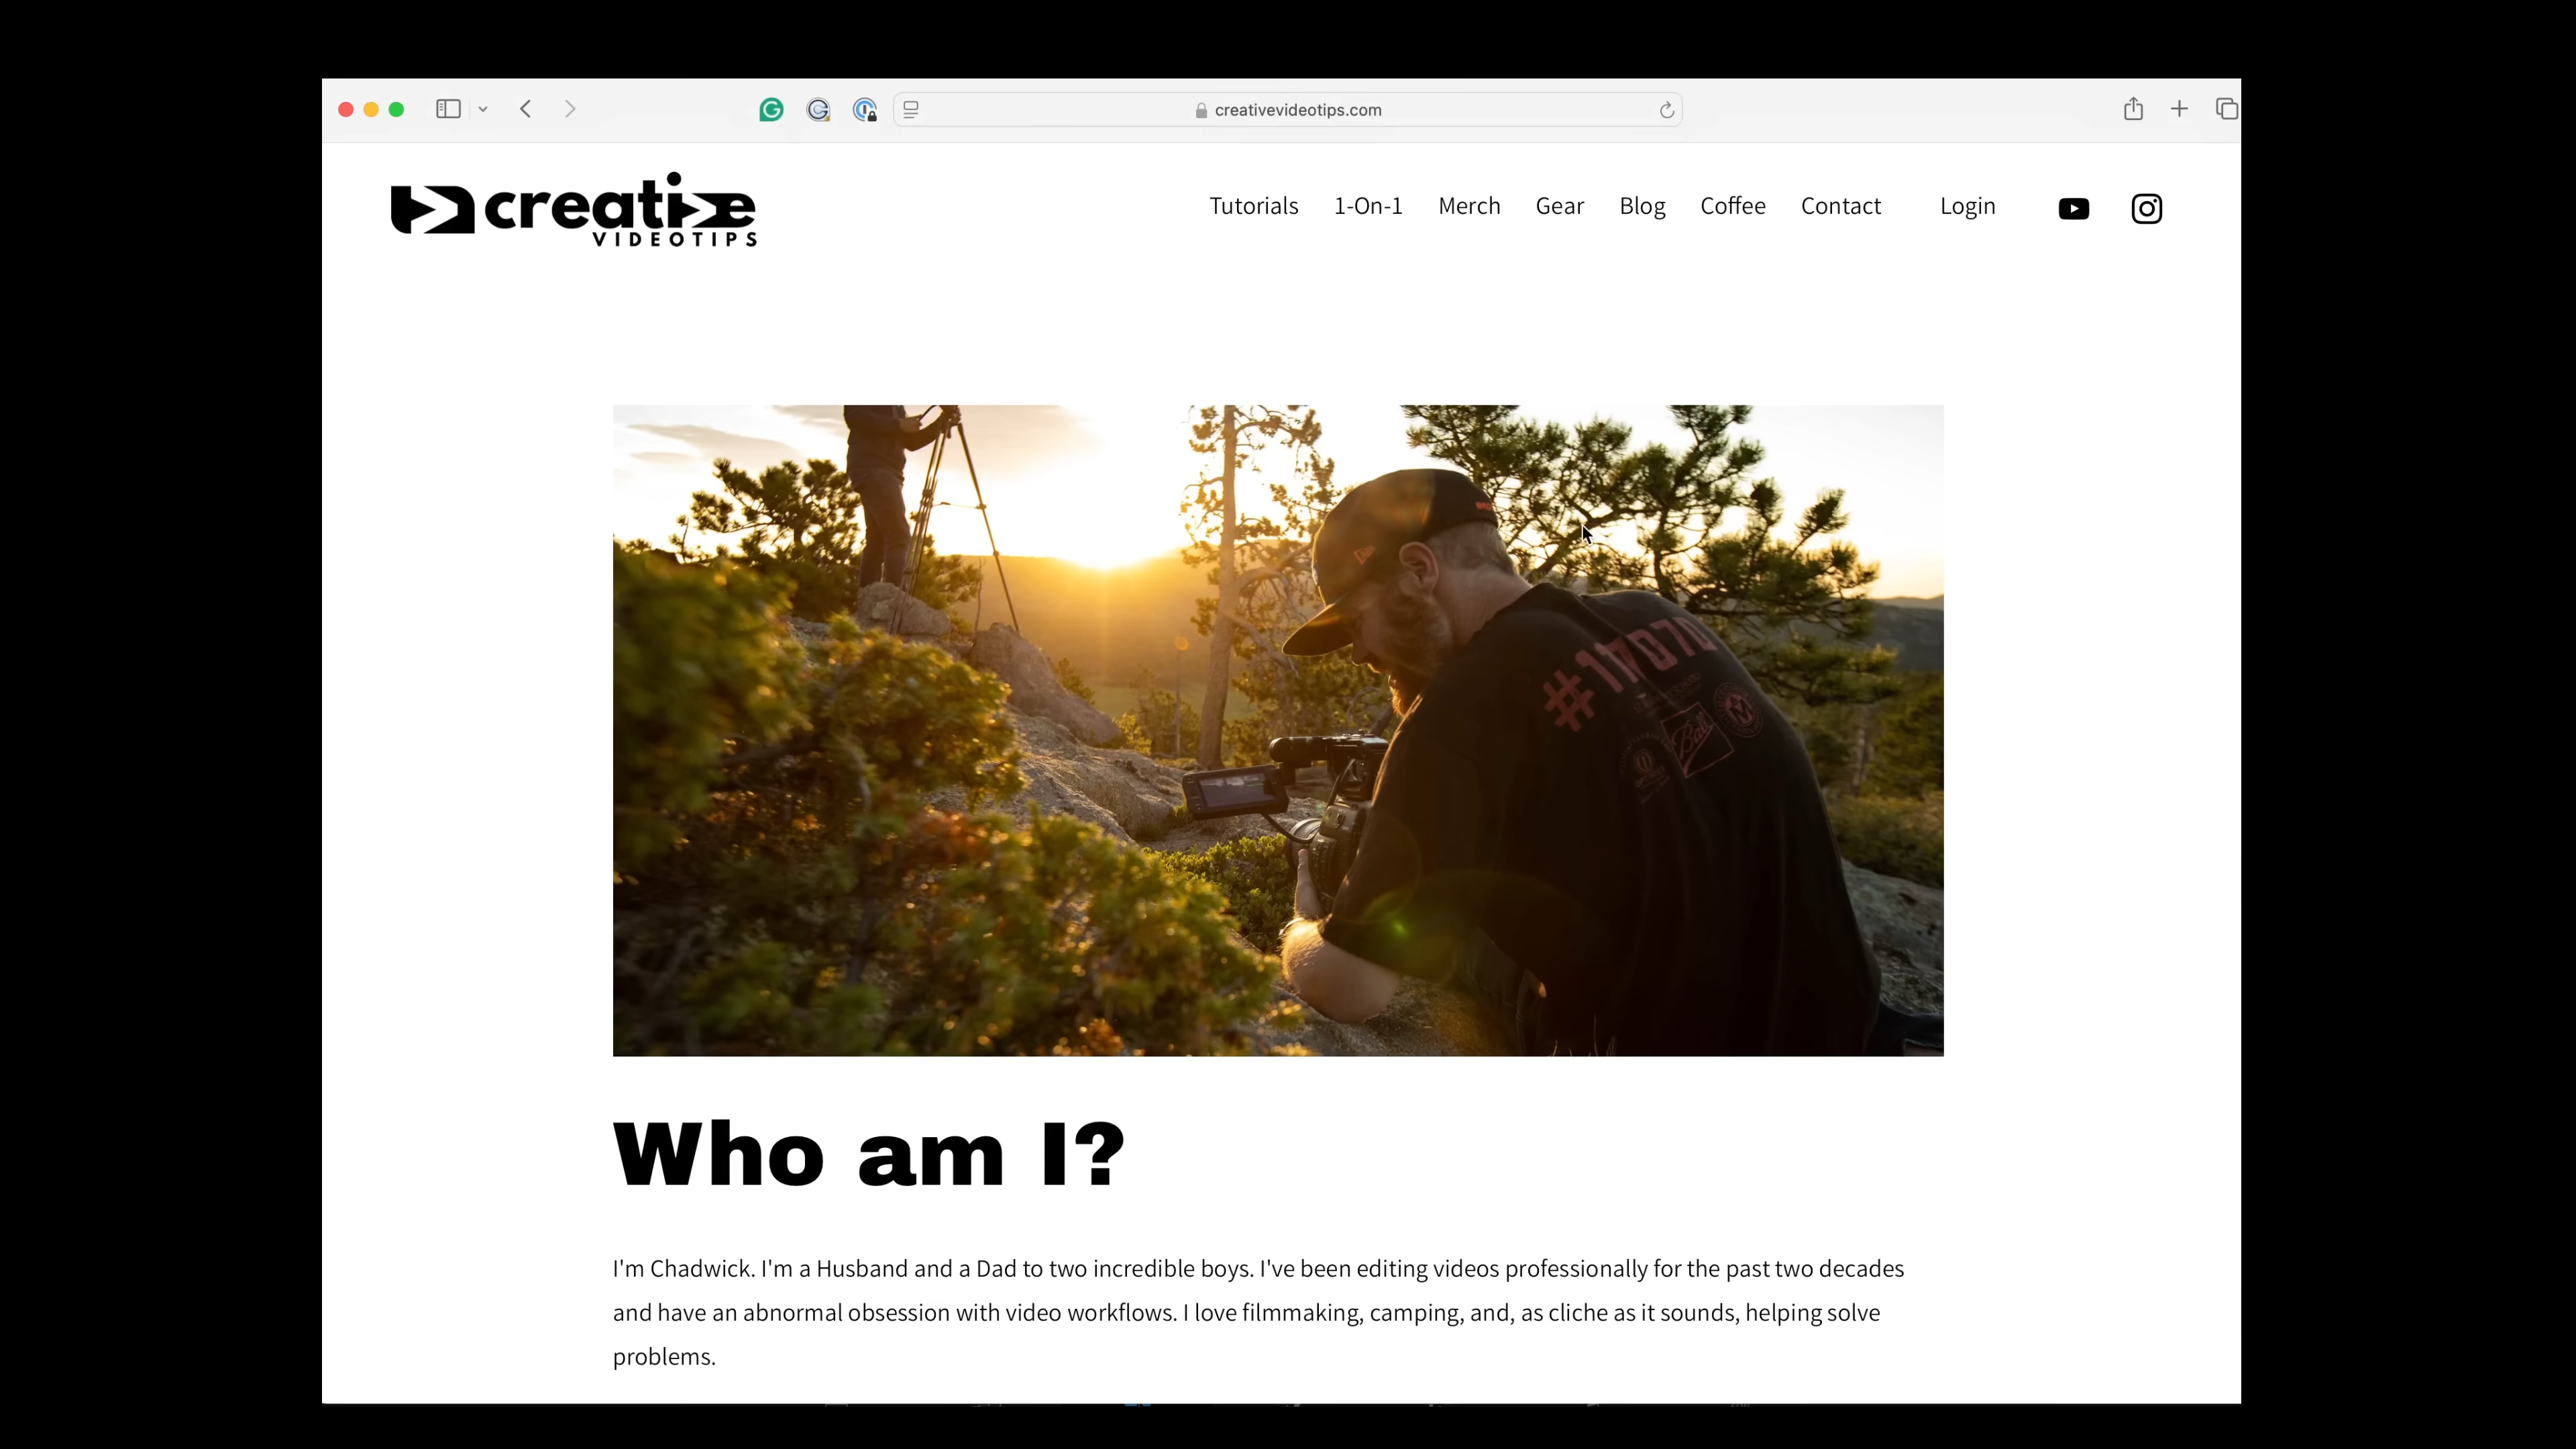 creativevideotips.com
creative
VIDEOTIPS
Tutorials 1-On-1 Merch Gear Blog Coffee Contact Login
#17070
Ball
Who am I?
I'm Chadwick. I'm a Husband and a Dad to two incredible boys. I've been editing videos professionally for the past two decades
and have an abnormal obsession with video workflows. I love filmmaking, camping, and, as cliche as it sounds, helping solve
problems.